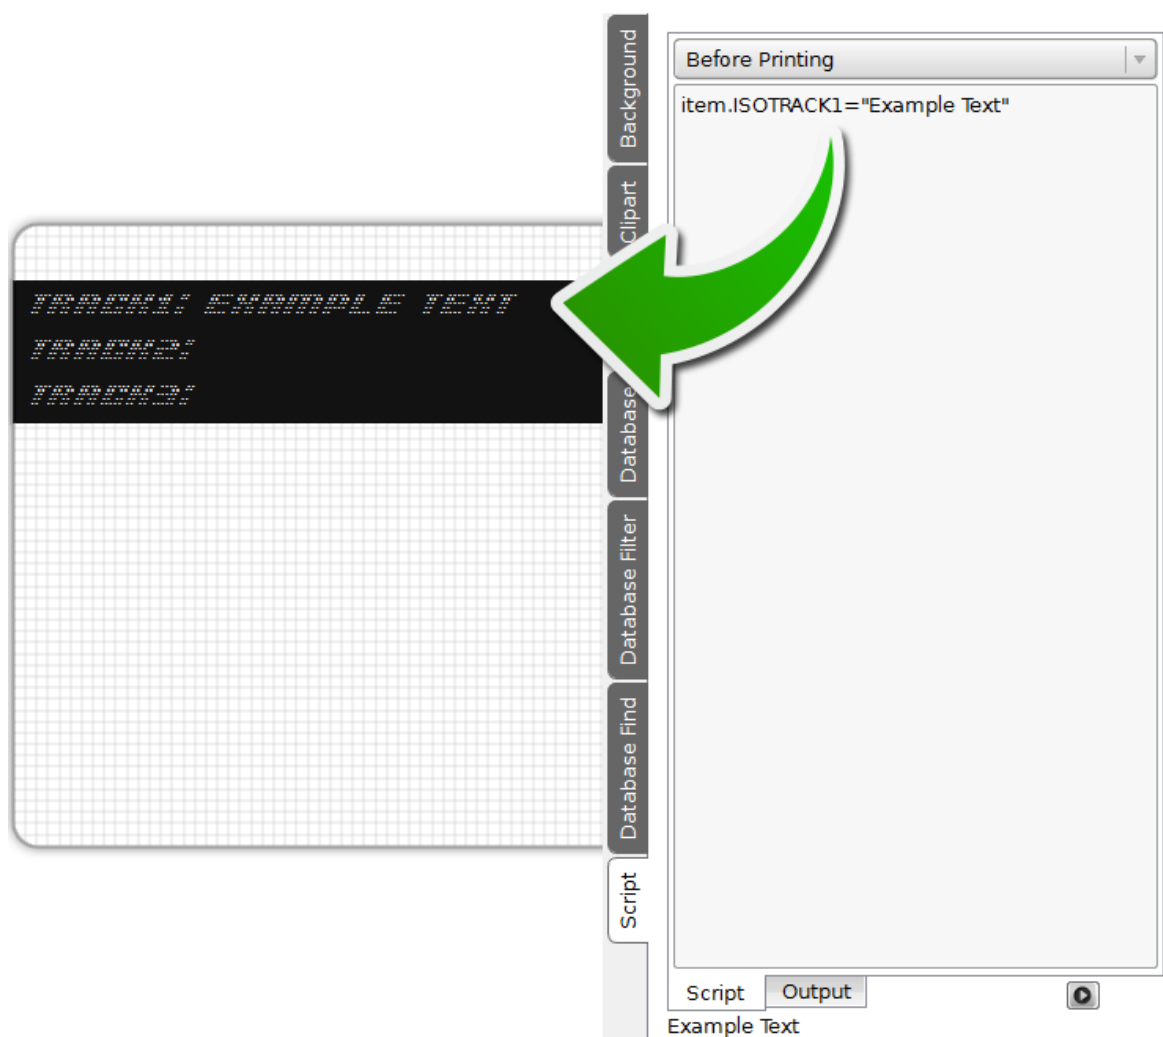 TRACK1: EXAMPLE TEXT
TRACK2:
TRACK3:
Background
Clipart
Database
Database Filter
Database Find
Script
Before Printing
item.ISOTRACK1="Example Text"
Script
Output
Example Text